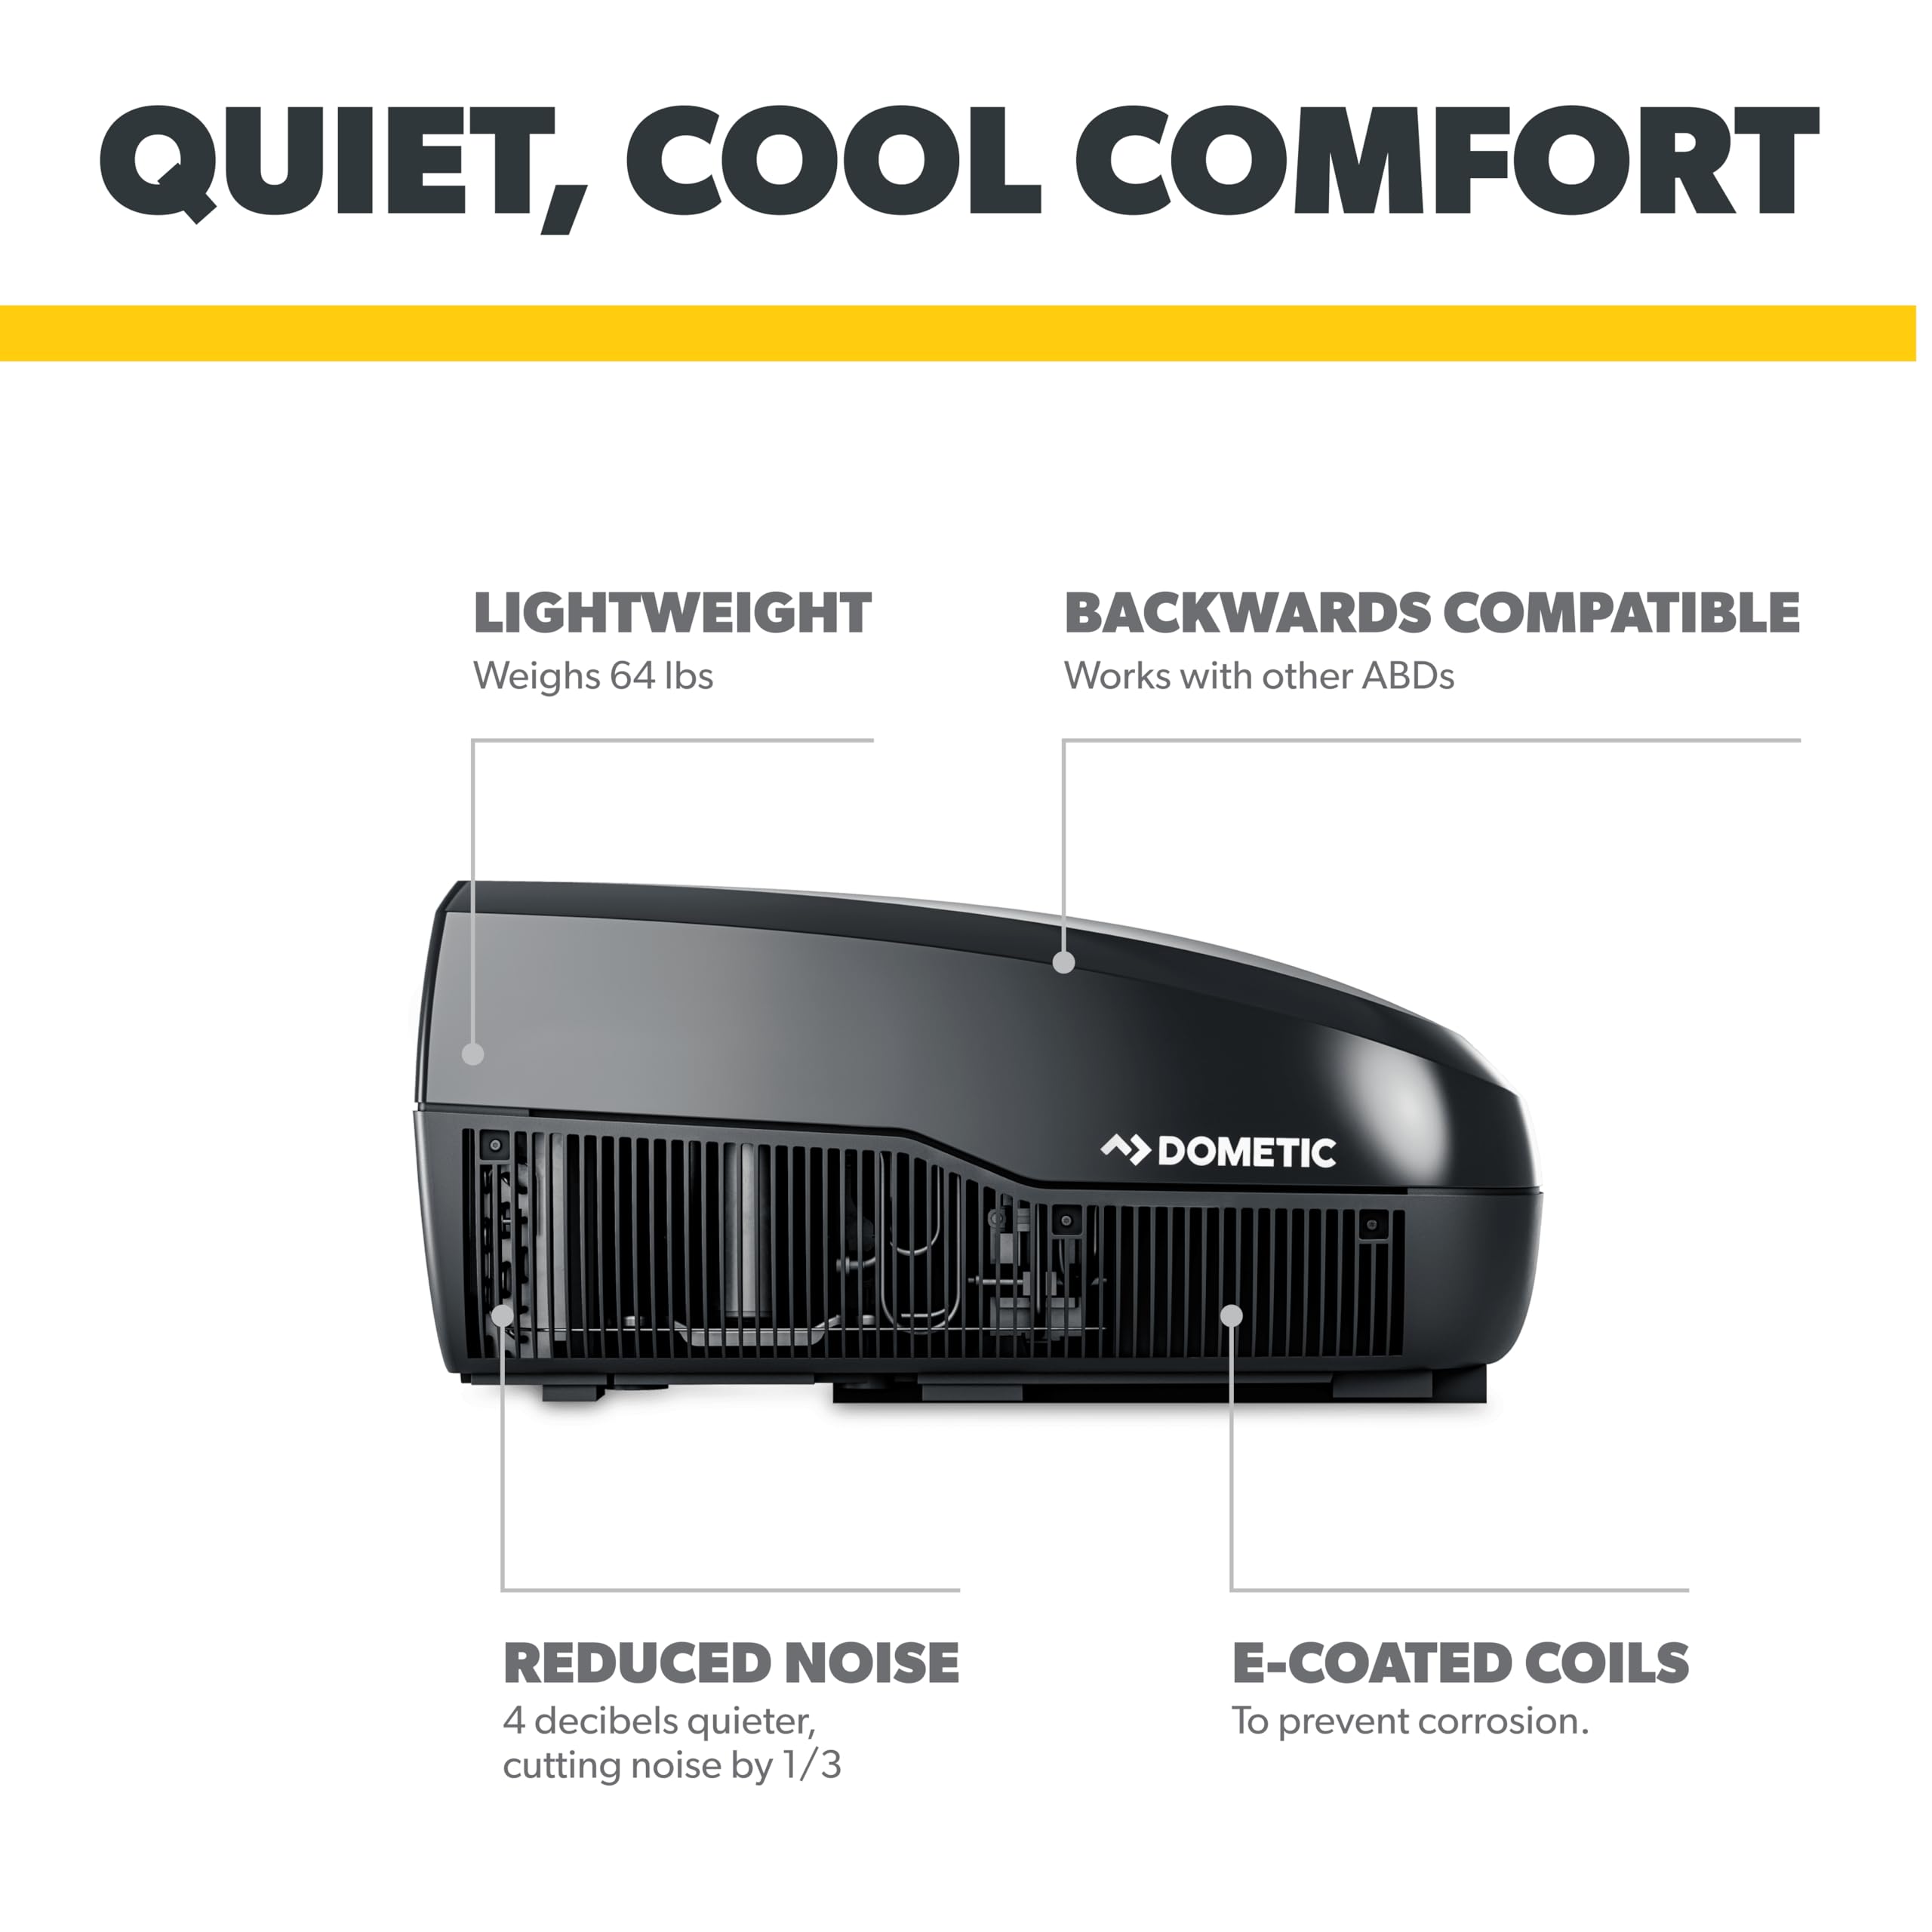 QUIET, COOL COMFORT
LIGHTWEIGHT
Weighs 64 lbs
BACKWARDS COMPATIBLE
Works with other ABDs
DOMETIC
REDUCED NOISE
4 decibels quieter,
cutting noise by 1/3
E-COATED COILS
To prevent corrosion.